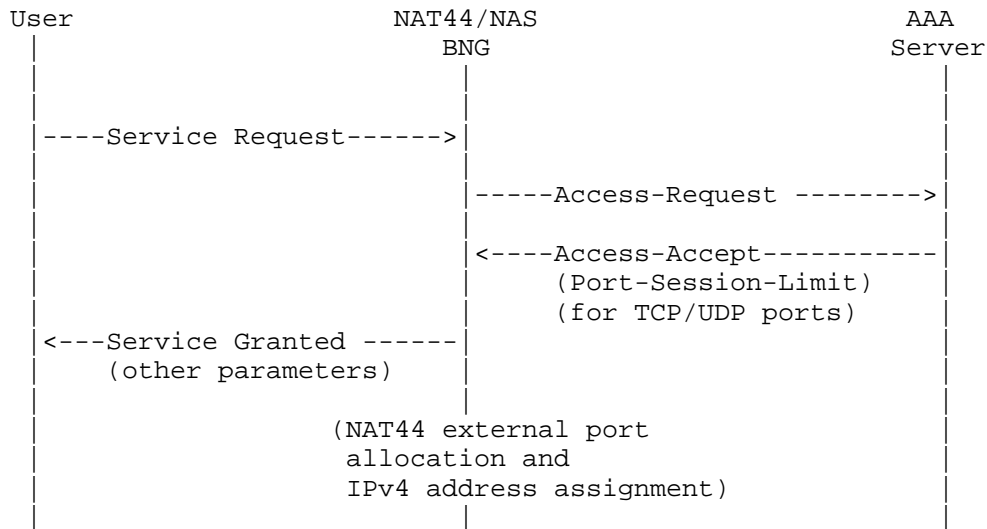 User NAT44/NAS AAA
BNG Server
----Service Request------>
-----Access-Request -------->
<----Access-Accept-----------
(Port-Session-Limit)
(for TCP/UDP ports)
<---Service Granted ------
(other parameters)
(NAT44 external port
allocation and
IPv4 address assignment)